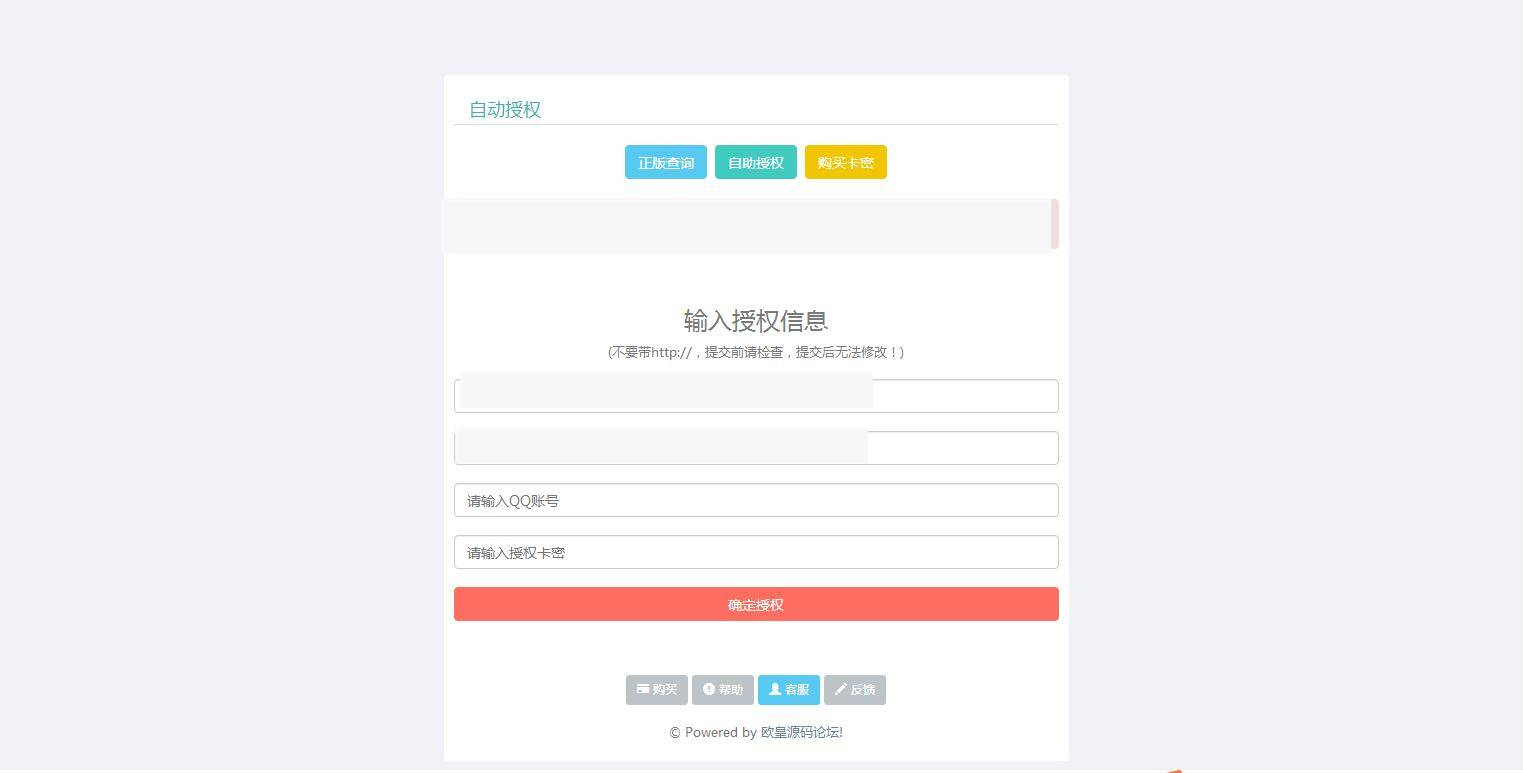 自动授权
正版查询 自助授权 购买卡密
输入授权信息
(不要带http://，提交前请检查，提交后无法修改！)
请输入QQ账号
请输入授权卡密
确定授权
购买 帮助 客服 反馈
© Powered by 欧皇源码论坛!